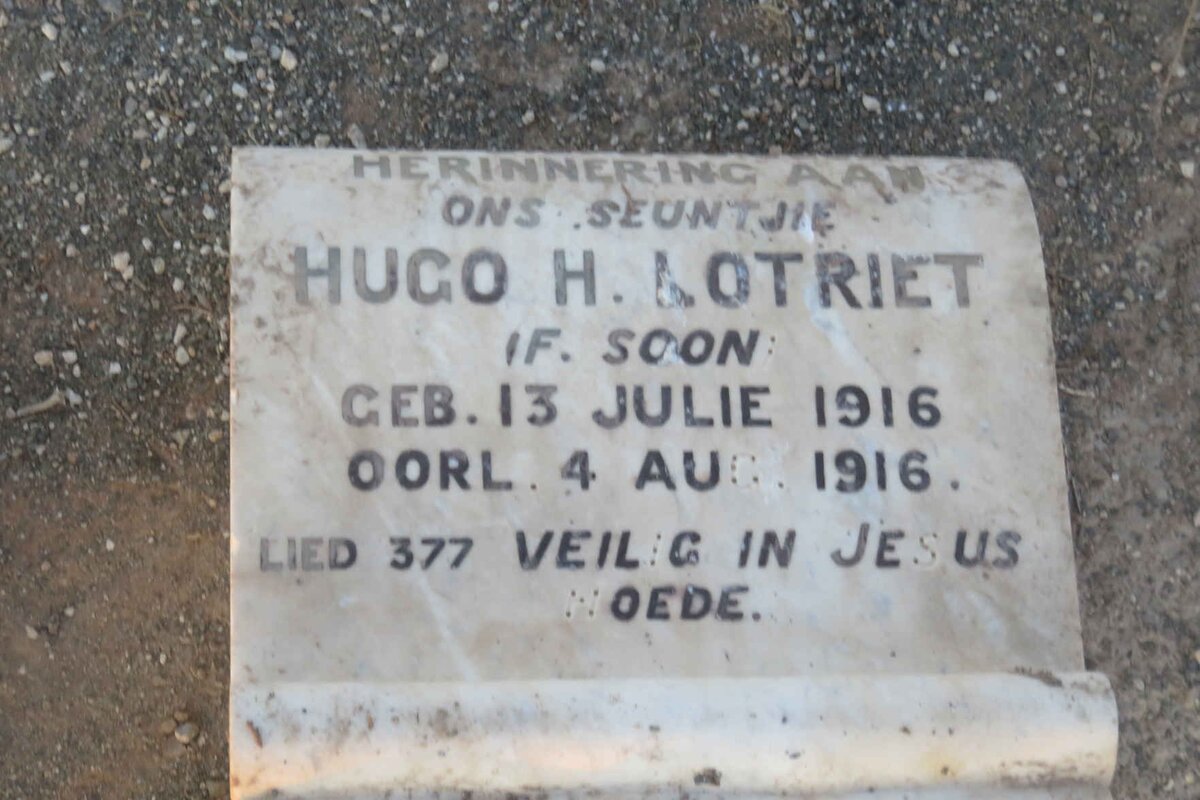 HERINNERING AAN
ONS SEUNTJIE
HUGO H. LOTRIET
(F. SOON)
GEB. 13 JULIE 1916
OORL. 4 AUG. 1916.
LIED 377 VEILIG IN JESUS
HOEDE.